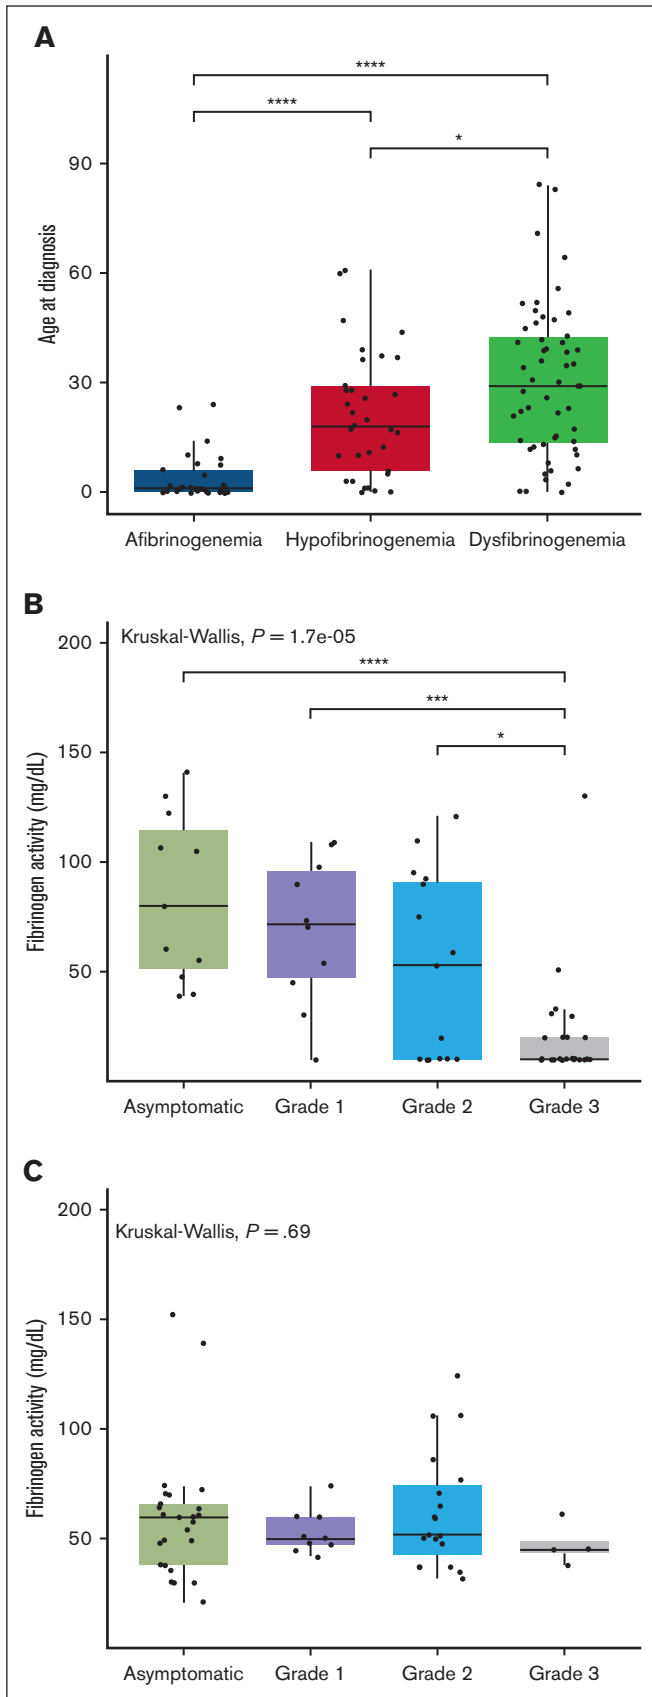 A
****
****
*
90
60
30
0
Age at diagnosis
Afibrinogenemia Hypofibrinogenemia Dysfibrinogenemia
B
Kruskal-Wallis, P = 1.7e-05
****
***
*
200
150
100
50
Fibrinogen activity (mg/dL)
Asymptomatic Grade 1 Grade 2 Grade 3
C
Kruskal-Wallis, P = .69
200
150
100
50
Fibrinogen activity (mg/dL)
Asymptomatic Grade 1 Grade 2 Grade 3